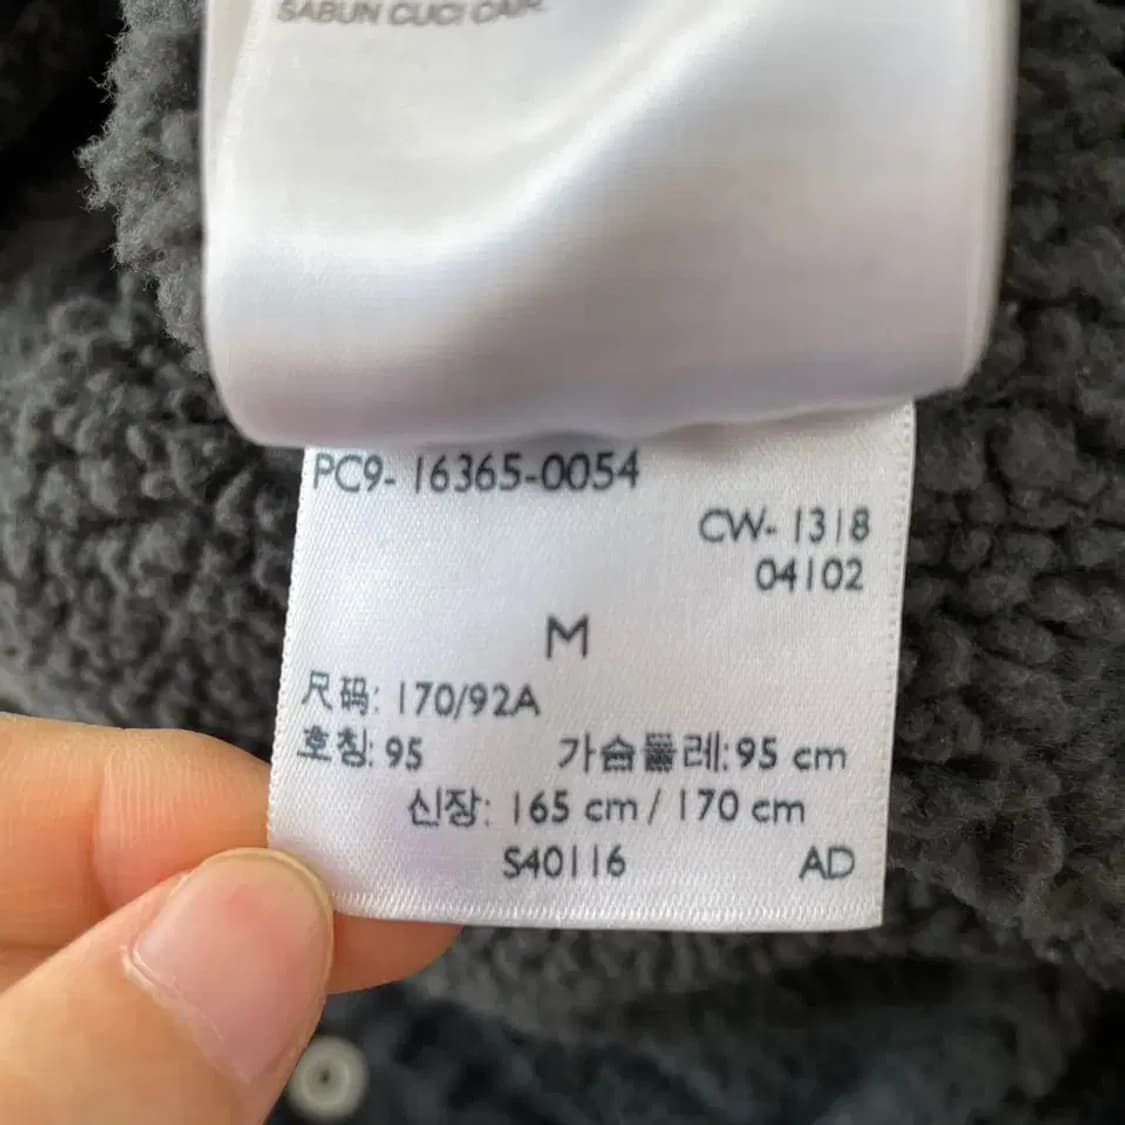 SABUN CUCI CAIR.
PC9- 16365-0054
CW- 1318
04102
M
尺码: 170/92A
호칭: 95 가슴둘레: 95 cm
신장: 165 cm / 170 cm
S40116 AD